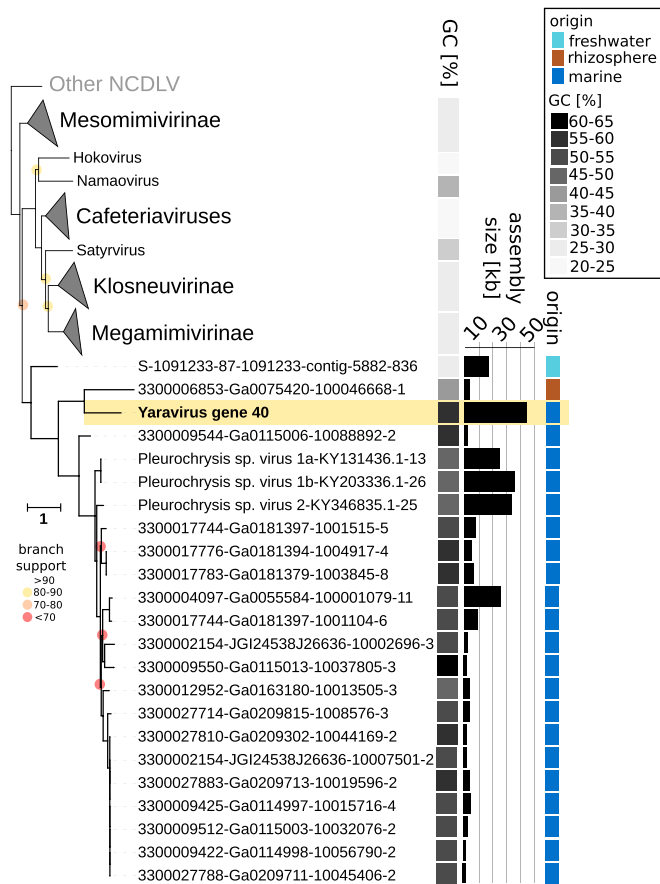 origin
freshwater
rhizosphere
marine
GC [%]
60-65
55-60
50-55
45-50
40-45
35-40
30-35
25-30
20-25
GC [%]
assembly
size [kb]
origin
10 30 50
Other NCDLV
Mesomimivirinae
Hokovirus
Namaovirus
Cafeteriaviruses
Satyrvirus
Klosneuvirinae
Megamimivirinae
S-1091233-87-1091233-contig-5882-836
3300006853-Ga0075420-100046668-1
Yaravirus gene 40
3300009544-Ga0115006-10088892-2
Pleurochrysis sp. virus 1a-KY131436.1-13
Pleurochrysis sp. virus 1b-KY203336.1-26
Pleurochrysis sp. virus 2-KY346835.1-25
3300017744-Ga0181397-1001515-5
3300017776-Ga0181394-1004917-4
3300017783-Ga0181379-1003845-8
3300004097-Ga0055584-100001079-11
3300017744-Ga0181397-1001104-6
3300002154-JGI24538J26636-10002696-3
3300009550-Ga0115013-10037805-3
3300012952-Ga0163180-10013505-3
3300027714-Ga0209815-1008576-3
3300027810-Ga0209302-10044169-2
3300002154-JGI24538J26636-10007501-2
3300027883-Ga0209713-10019596-2
3300009425-Ga0114997-10015716-4
3300009512-Ga0115003-10032076-2
3300009422-Ga0114998-10056790-2
3300027788-Ga0209711-10045406-2
1
branch
support
>90
80-90
70-80
<70